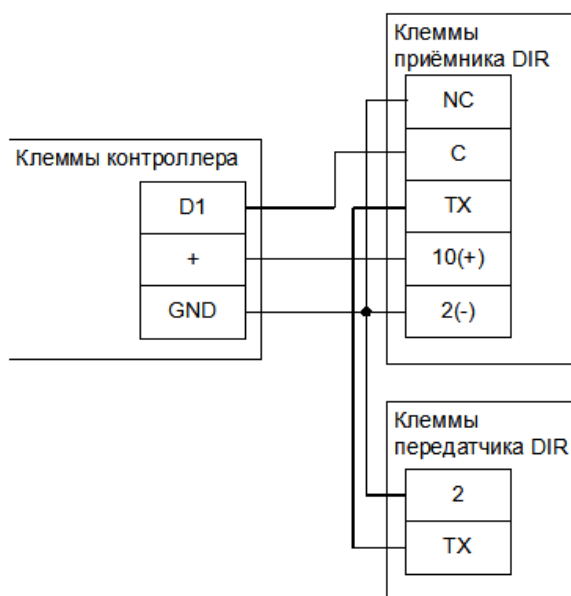 Клеммы
приёмника DIR
NC
C
TX
10(+)
2(-)
Клеммы контроллера
D1
+
GND
Клеммы
передатчика DIR
2
TX